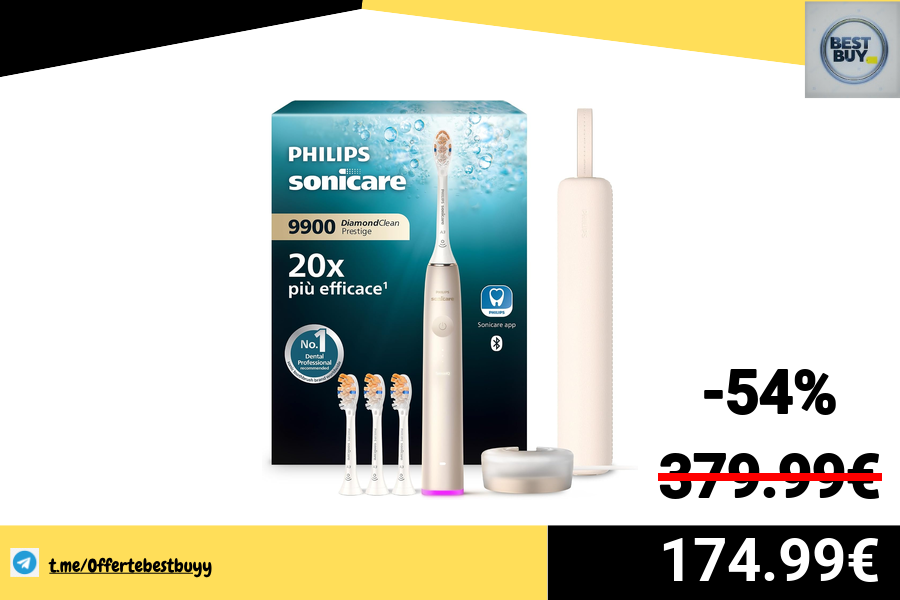 BEST
BUY
PHILIPS
sonicare
9900 DiamondClean
Prestige
20x
più efficace¹
No.1
Dental
Professional
recommended
PHILIPS
Sonicare app
sonicare
-54%
379.99€
174.99€
t.me/Offertebestbuyy